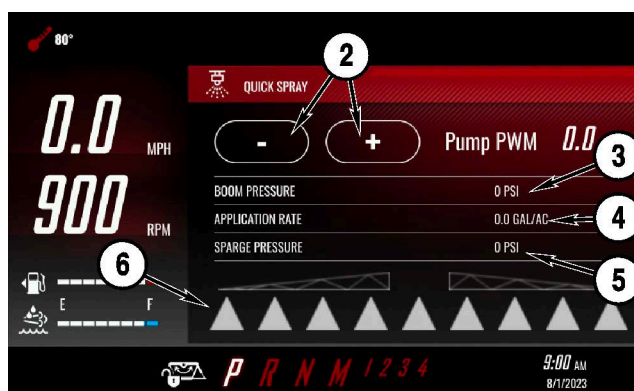 80°
2
QUICK SPRAY
0.0 MPH
- + Pump PWM 0.0
3
900 RPM
BOOM PRESSURE 0 PSI
APPLICATION RATE 0.0 GAL/AC
4
SPARGE PRESSURE 0 PSI
5
6
E F
P R N M 1 2 3 4
9:00 AM
8/1/2023